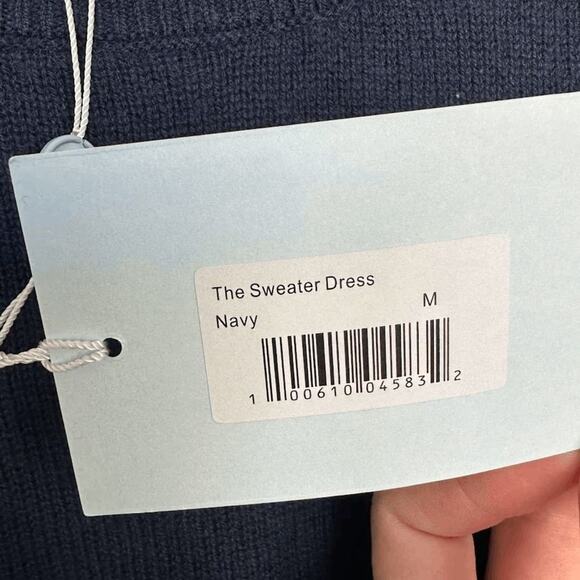 The Sweater Dress
Navy M
1 00610 04583 2